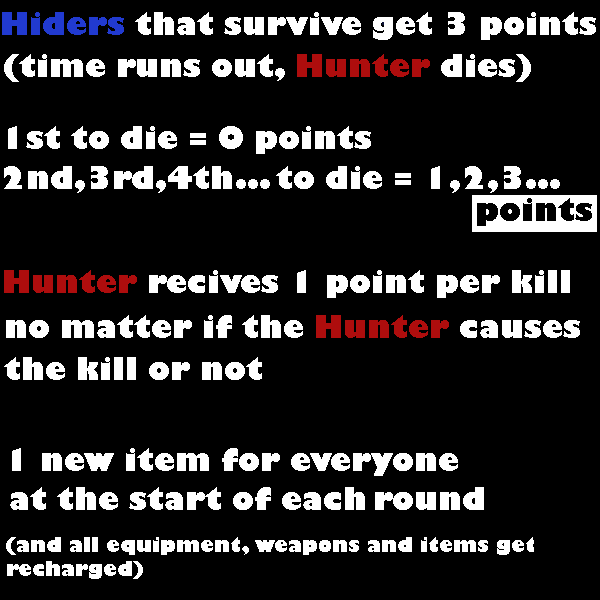 Hiders that survive get 3 points
(time runs out, Hunter dies)
1st to die = 0 points
2nd,3rd,4th... to die = 1,2,3...
points
Hunter recives 1 point per kill
no matter if the Hunter causes
the kill or not
1 new item for everyone
at the start of each round
(and all equipment, weapons and items get
recharged)